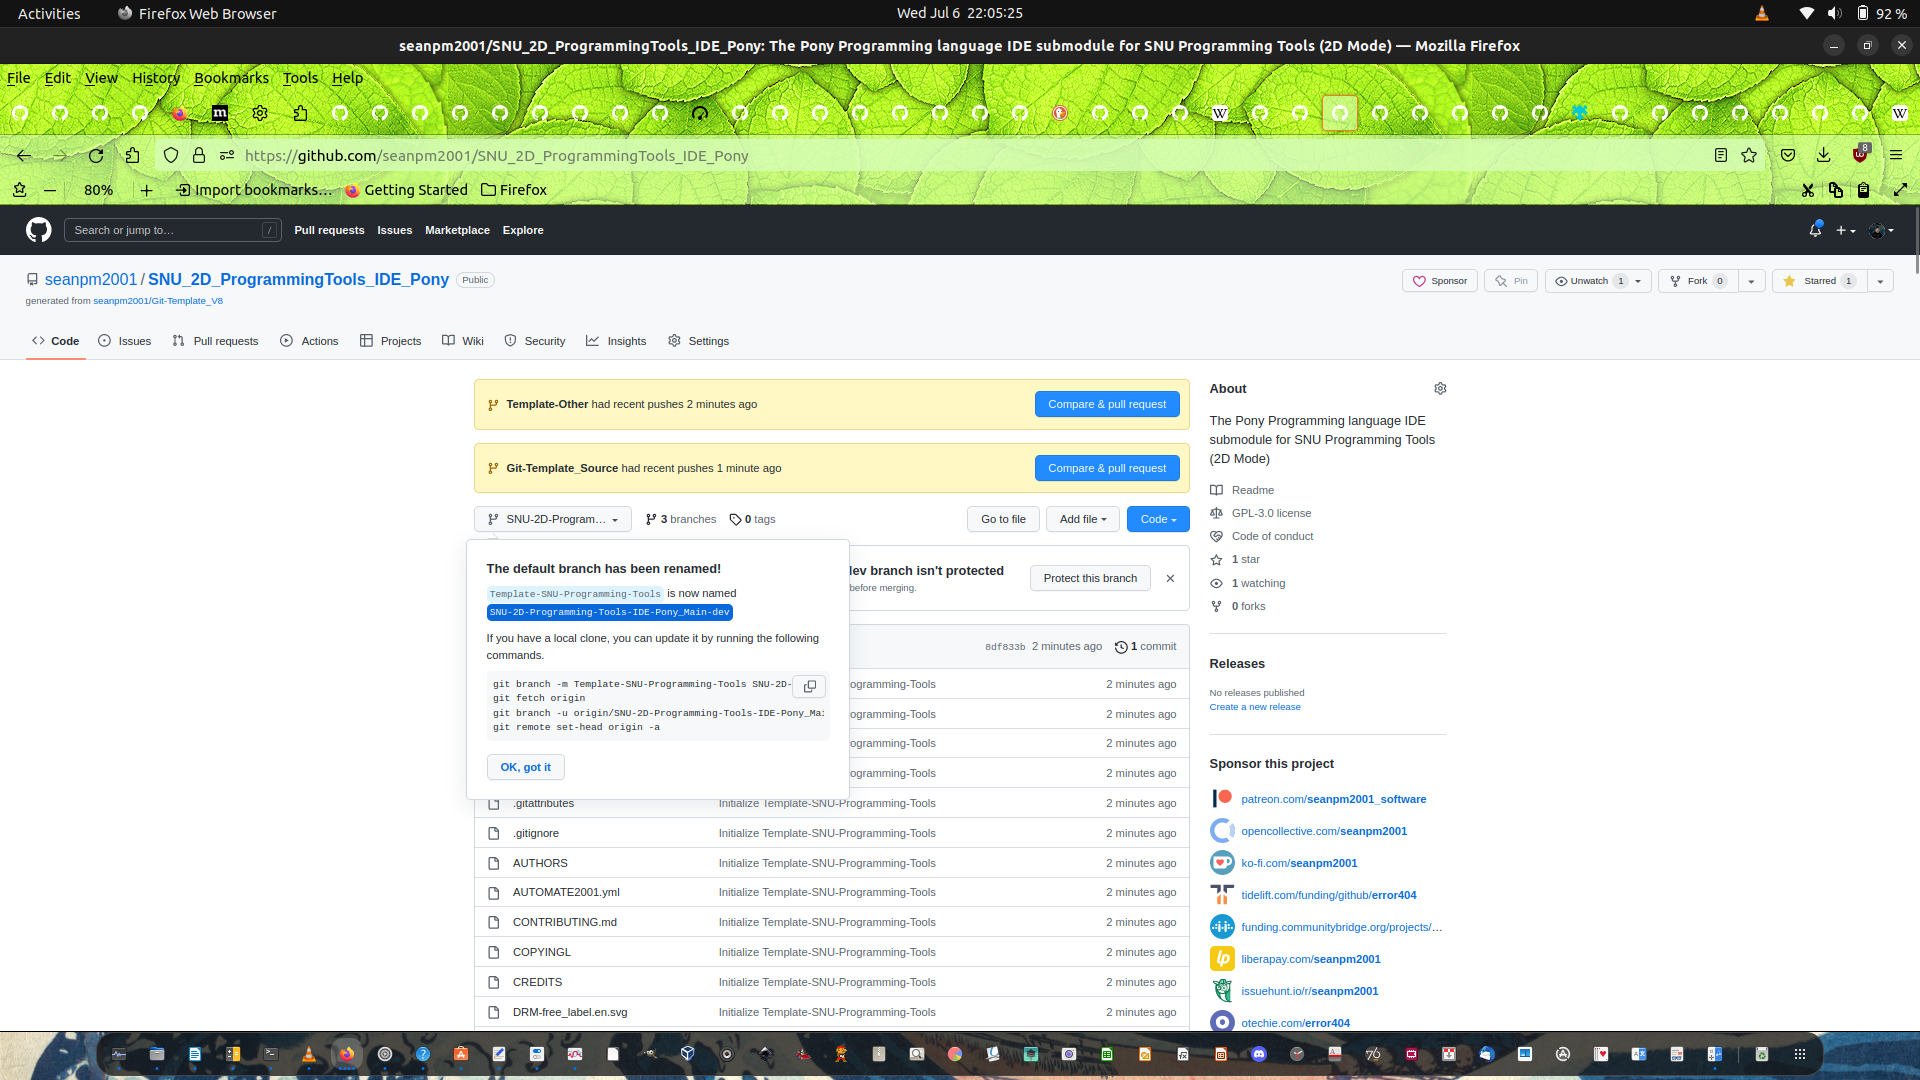 Activities
Firefox Web Browser
Wed Jul 6 22:05:25
92 %
seanpm2001/SNU_2D_ProgrammingTools_IDE_Pony: The Pony Programming language IDE submodule for SNU Programming Tools (2D Mode) — Mozilla Firefox
File Edit View History Bookmarks Tools Help
https://github.com/seanpm2001/SNU_2D_ProgrammingTools_IDE_Pony
8
80%
Import bookmarks...
Getting Started
Firefox
Search or jump to...
/
Pull requests
Issues
Marketplace
Explore
seanpm2001 / SNU_2D_ProgrammingTools_IDE_Pony
Public
generated from seanpm2001/Git-Template_V8
Sponsor
Pin
Unwatch 1
Fork 0
Starred 1
Code
Issues
Pull requests
Actions
Projects
Wiki
Security
Insights
Settings
Template-Other had recent pushes 2 minutes ago
Compare & pull request
Git-Template_Source had recent pushes 1 minute ago
Compare & pull request
SNU-2D-Program...
3 branches
0 tags
Go to file
Add file
Code
The default branch has been renamed!
Template-SNU-Programming-Tools is now named
SNU-2D-Programming-Tools-IDE-Pony_Main-dev
If you have a local clone, you can update it by running the following
commands.
git branch -m Template-SNU-Programming-Tools SNU-2D-
git fetch origin
git branch -u origin/SNU-2D-Programming-Tools-IDE-Pony_Mai
git remote set-head origin -a
OK, got it
dev branch isn't protected
before merging.
Protect this branch
8df833b 2 minutes ago
1 commit
ogramming-Tools 2 minutes ago
ogramming-Tools 2 minutes ago
ogramming-Tools 2 minutes ago
ogramming-Tools 2 minutes ago
.gitattributes Initialize Template-SNU-Programming-Tools 2 minutes ago
.gitignore Initialize Template-SNU-Programming-Tools 2 minutes ago
AUTHORS Initialize Template-SNU-Programming-Tools 2 minutes ago
AUTOMATE2001.yml Initialize Template-SNU-Programming-Tools 2 minutes ago
CONTRIBUTING.md Initialize Template-SNU-Programming-Tools 2 minutes ago
COPYINGL Initialize Template-SNU-Programming-Tools 2 minutes ago
CREDITS Initialize Template-SNU-Programming-Tools 2 minutes ago
DRM-free_label.en.svg Initialize Template-SNU-Programming-Tools 2 minutes ago
About
The Pony Programming language IDE
submodule for SNU Programming Tools
(2D Mode)
Readme
GPL-3.0 license
Code of conduct
1 star
1 watching
0 forks
Releases
No releases published
Create a new release
Sponsor this project
patreon.com/seanpm2001_software
opencollective.com/seanpm2001
ko-fi.com/seanpm2001
tidelift.com/funding/github/error404
funding.communitybridge.org/projects/...
liberapay.com/seanpm2001
issuehunt.io/r/seanpm2001
otechie.com/error404